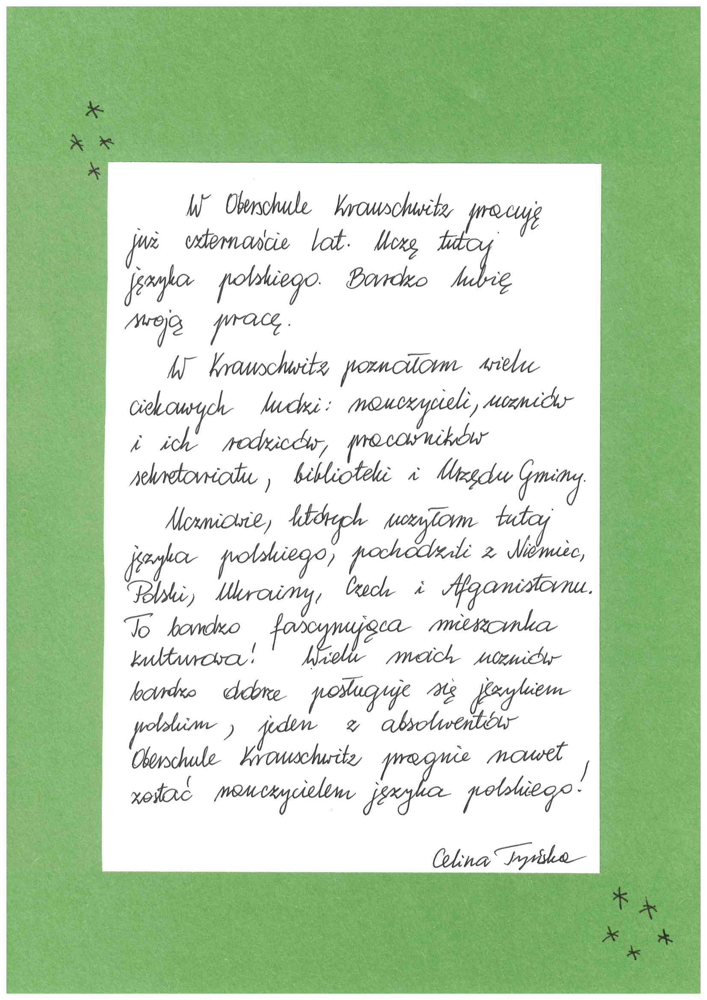 W Oberschule Krauschwitz pracuję
już czternaście lat. Uczę tutaj
języka polskiego. Bardzo lubię
swoją pracę.
W Krauschwitz poznałam wielu
ciekawych ludzi: nauczycieli, uczniów
i ich rodziców, pracowników
sekretariatu, biblioteki i Urzędu Gminy.
Uczniowie, których uczyłam tutaj
języka polskiego, pochodzili z Niemiec,
Polski, Ukrainy, Czech i Afganistanu.
To bardzo fascynująca mieszanka
kulturowa! Wielu moich uczniów
bardzo dobrze posługuje się językiem
polskim, jeden z absolwentów
Oberschule Krauschwitz pragnie nawet
zostać nauczycielem języka polskiego!
Celina